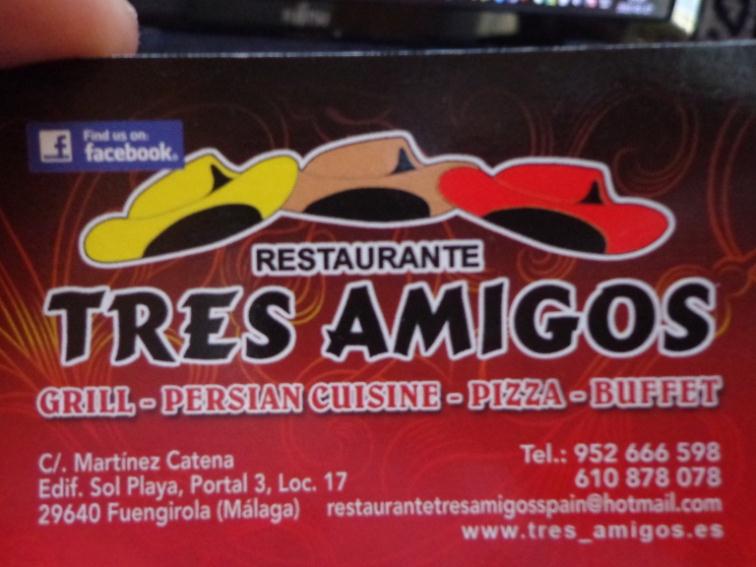 FUJITSU
Find us on:
facebook.
RESTAURANTE
TRES AMIGOS
GRILL - PERSIAN CUISINE - PIZZA - BUFFET
C/. Martínez Catena
Edif. Sol Playa, Portal 3, Loc. 17
29640 Fuengirola (Málaga)
Tel.: 952 666 598
610 878 078
restaurantetresamigosspain@hotmail.com
www.tres_amigos.es